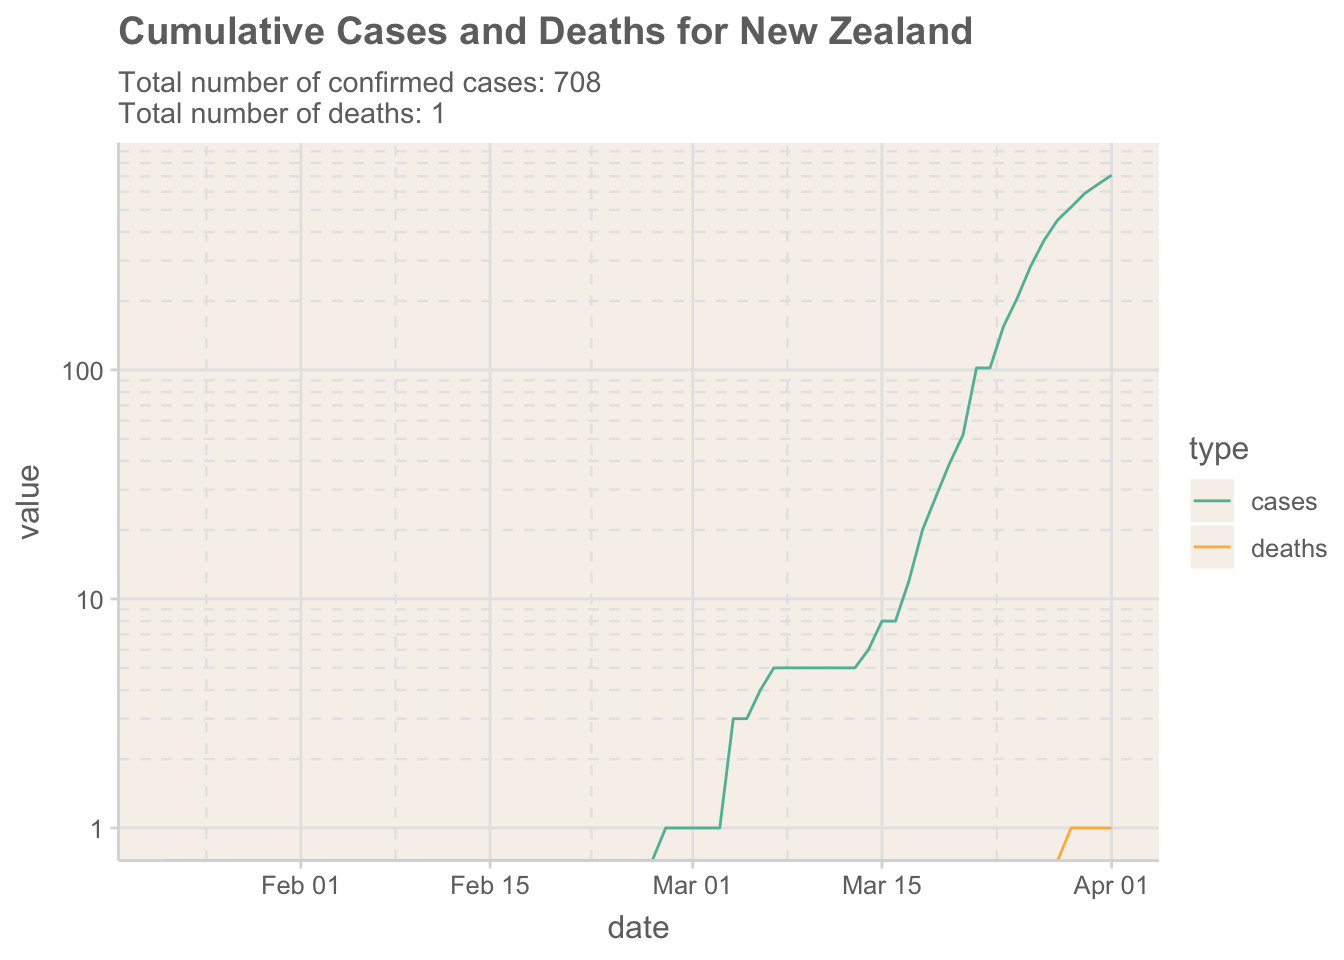 Cumulative Cases and Deaths for New Zealand
Total number of confirmed cases: 708
Total number of deaths: 1
100
10
1
value
Feb 01
Feb 15
Mar 01
Mar 15
Apr 01
date
type
cases
deaths